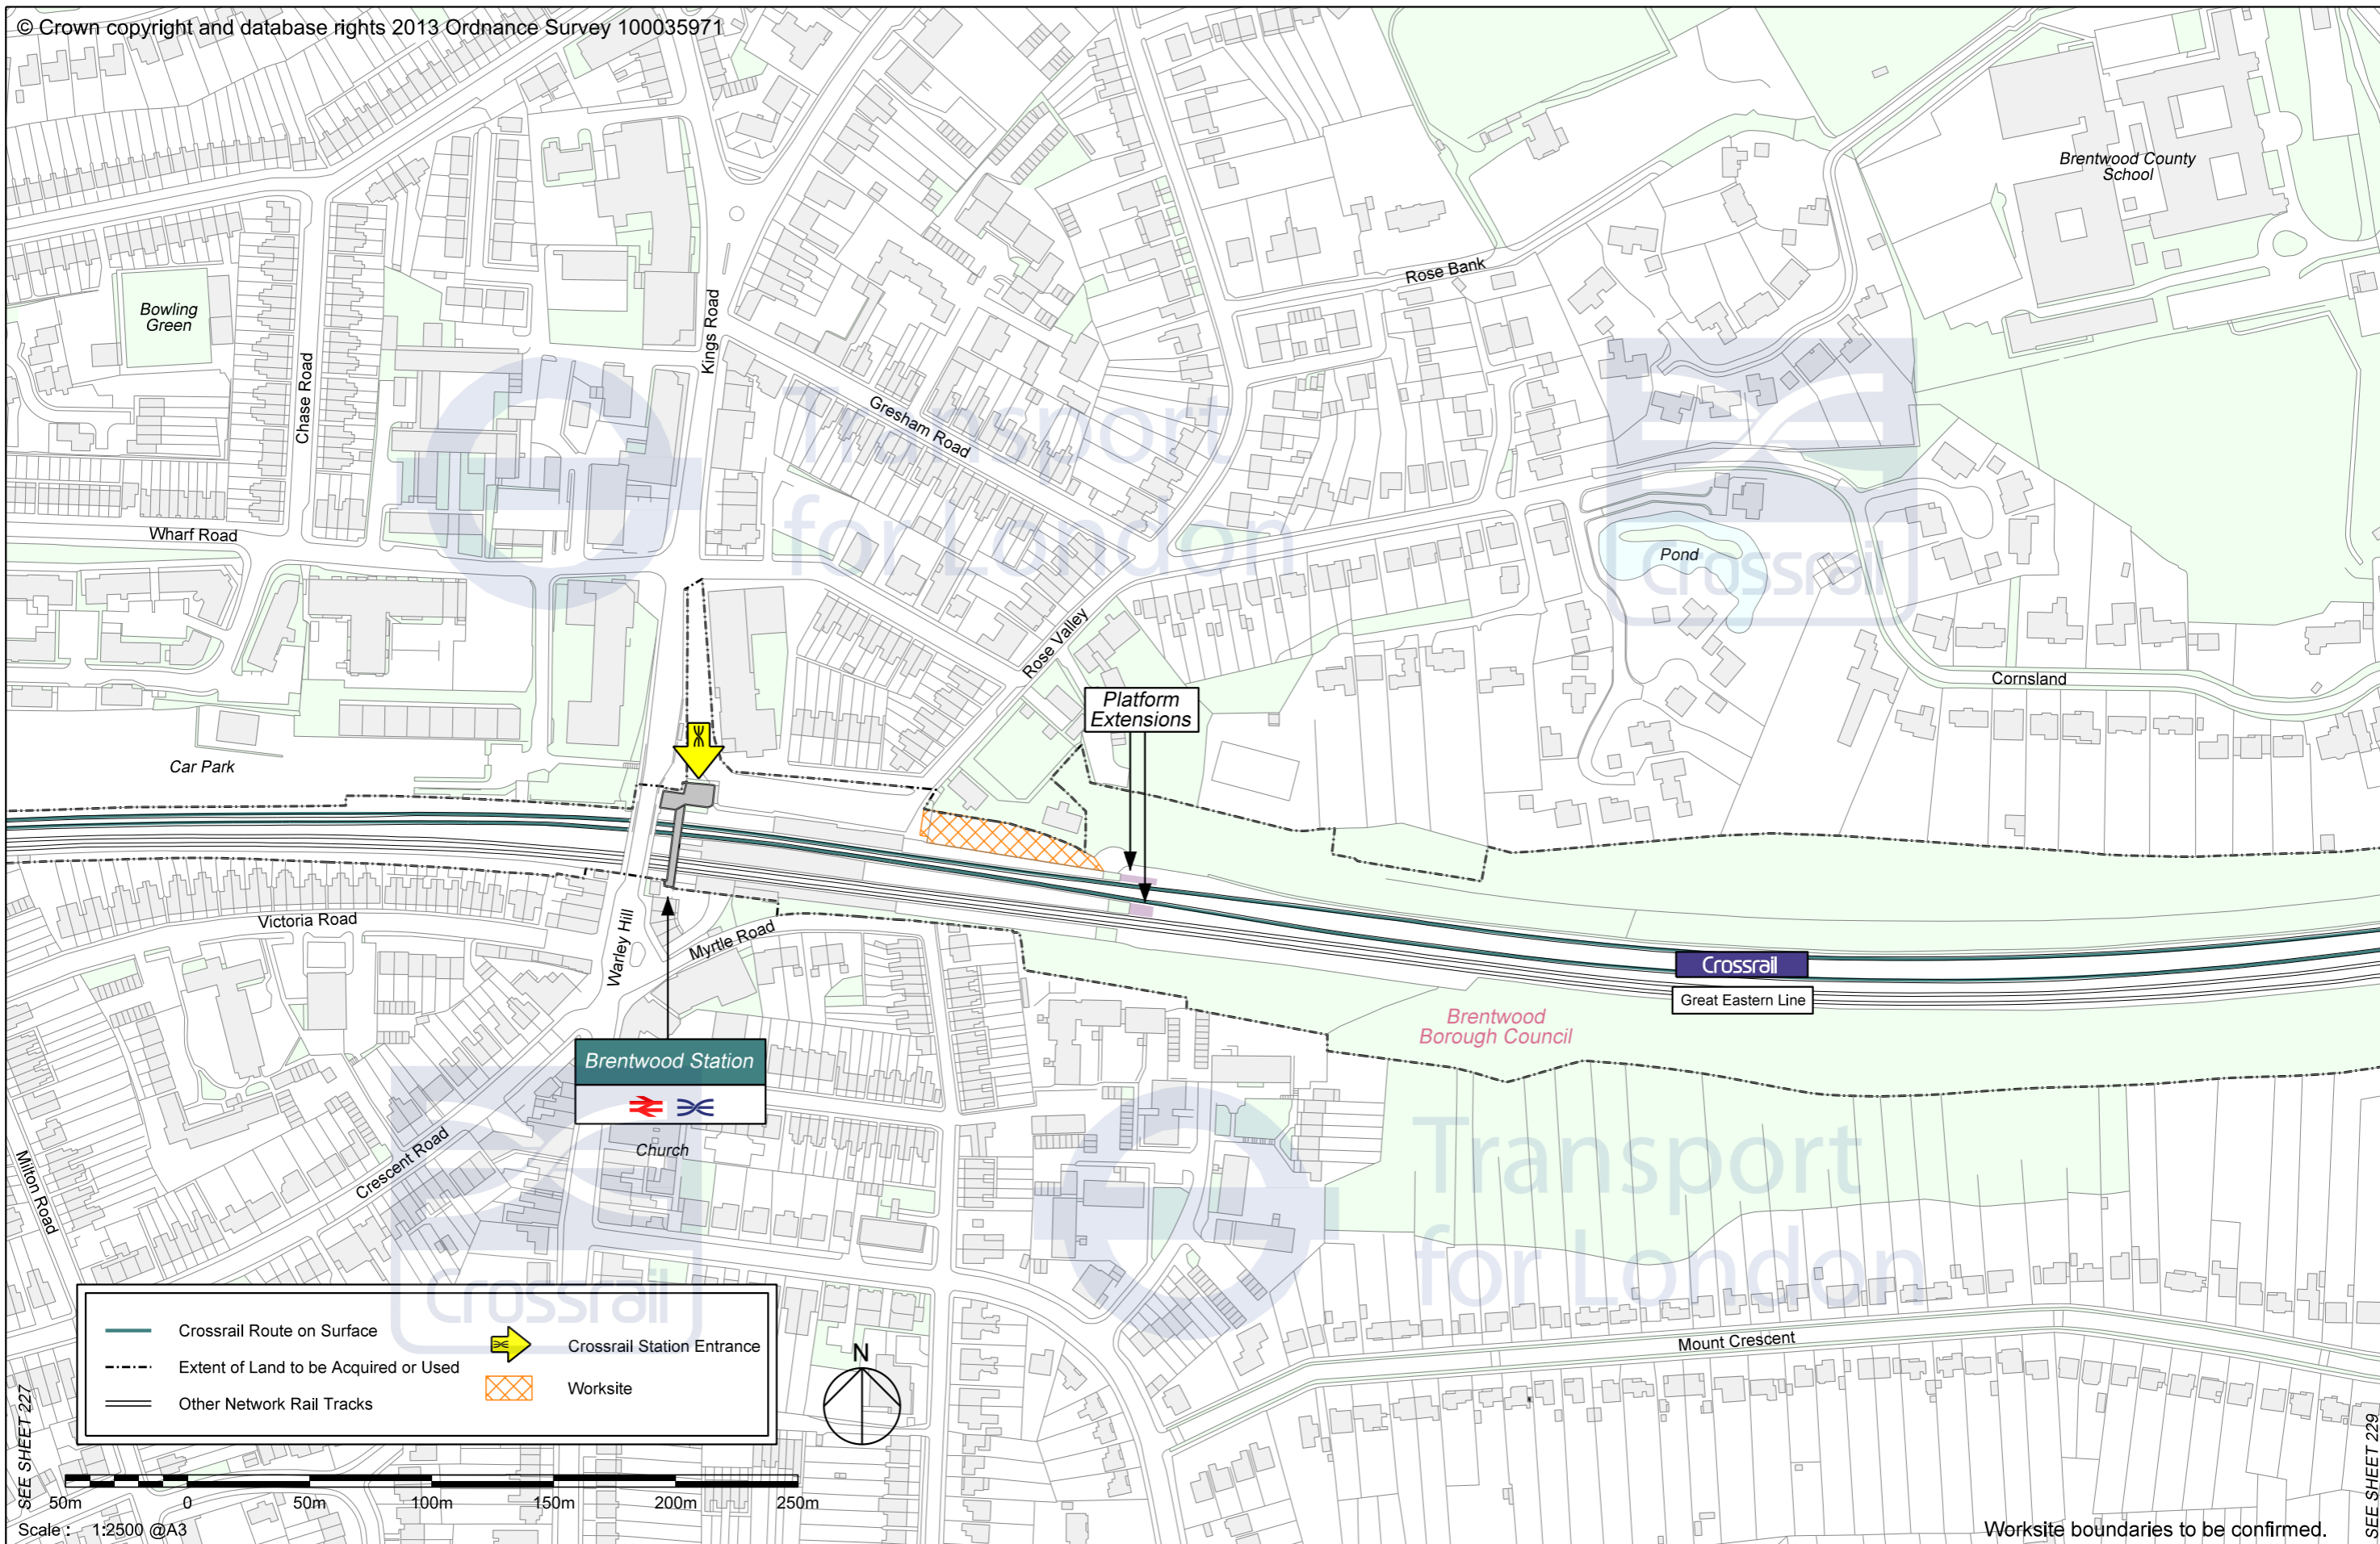 © Crown copyright and database rights 2013 Ordnance Survey 100035971
Brentwood County
School
Rose Bank
Bowling
Green
Kings Road
Chase Road
Gresham Road
Transport
for London
Wharf Road
Pond
Crossrail
Rose Valley
Cornsland
Platform
Extensions
Car Park
Victoria Road
Warley Hill
Myrtle Road
Crossrail
Great Eastern Line
Brentwood
Borough Council
Brentwood Station
Church
Milton Road
Crescent Road
Transport
for London
Crossrail
Mount Crescent
Crossrail Route on Surface
Crossrail Station Entrance
Extent of Land to be Acquired or Used
Worksite
Other Network Rail Tracks
N
SEE SHEET 227
SEE SHEET 229
50m 0 50m 100m 150m 200m 250m
Scale : 1:2500 @A3
Worksite boundaries to be confirmed.